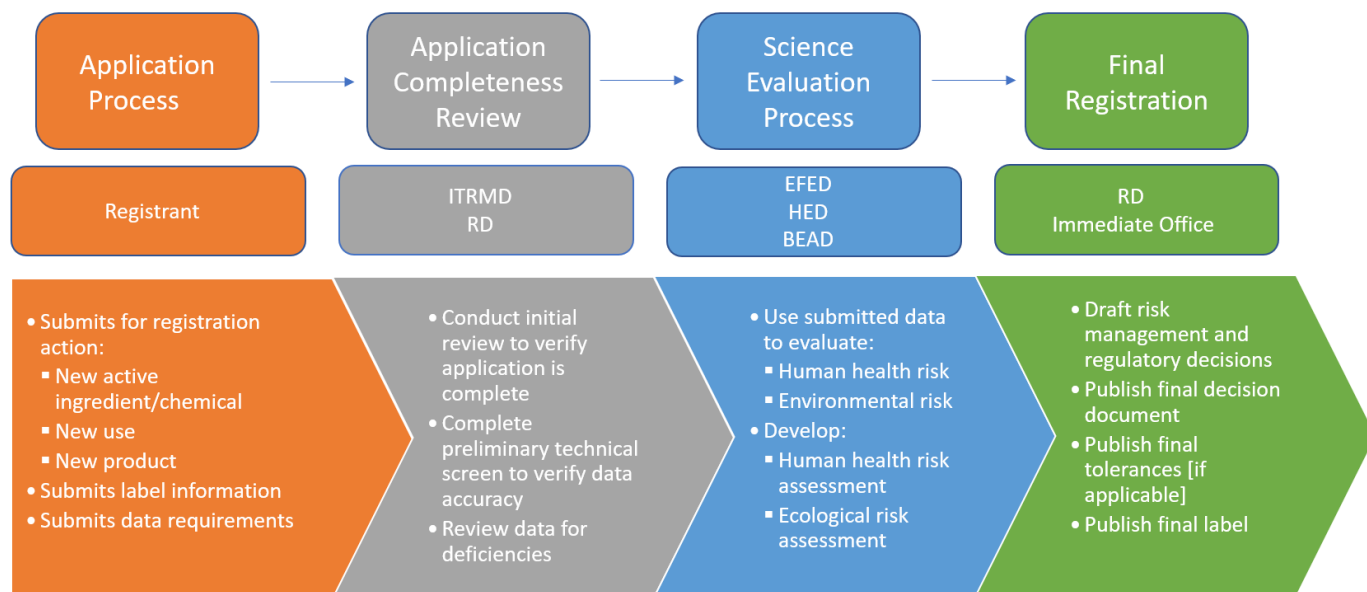 Application
Process
Application
Completeness
Review
Science
Evaluation
Process
Final
Registration
Registrant
ITRMD
RD
EFED
HED
BEAD
RD
Immediate Office
• Submits for registration
action:
▪ New active
ingredient/chemical
▪ New use
▪ New product
• Submits label information
• Submits data requirements
• Conduct initial
review to verify
application is
complete
• Complete
preliminary technical
screen to verify data
accuracy
• Review data for
deficiencies
• Use submitted data
to evaluate:
▪ Human health risk
▪ Environmental risk
• Develop:
▪ Human health risk
assessment
▪ Ecological risk
assessment
• Draft risk
management and
regulatory decisions
• Publish final decision
document
• Publish final
tolerances [if
applicable]
• Publish final label